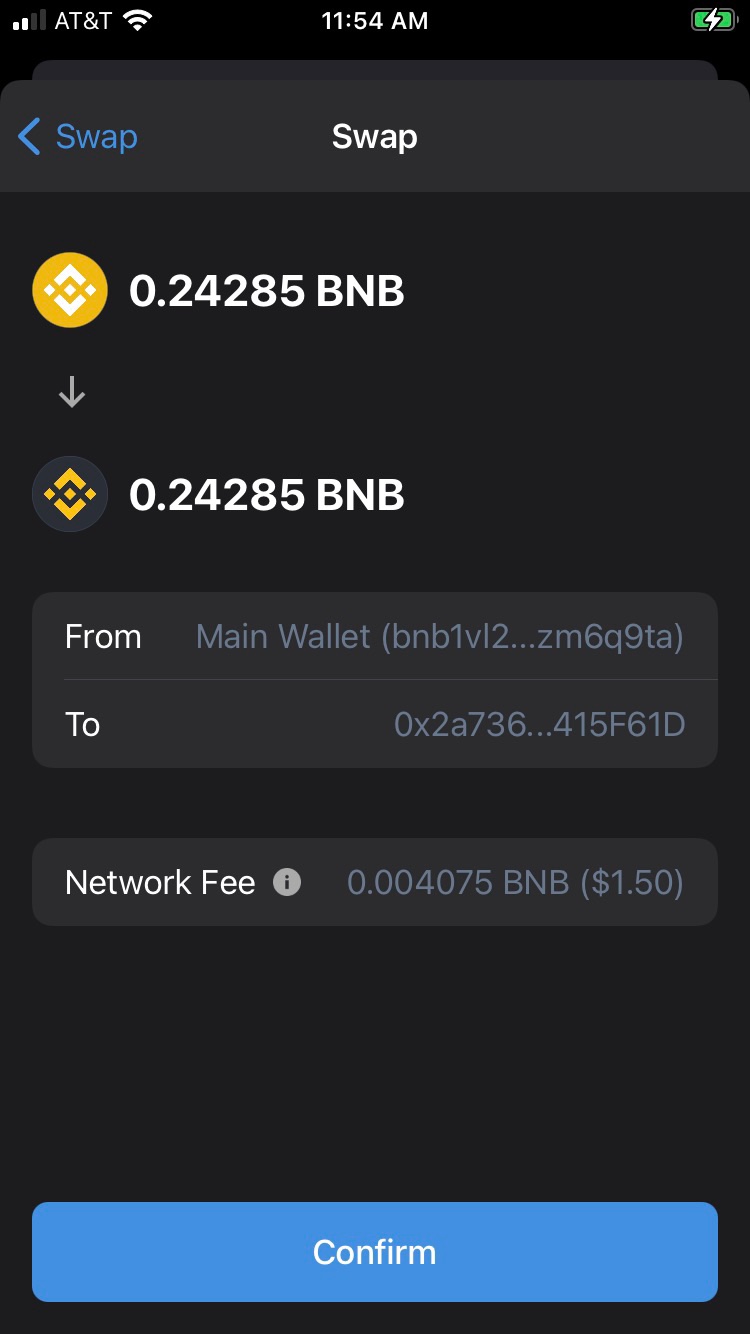 AT&T 11:54 AM
Swap Swap
0.24285 BNB
0.24285 BNB
From Main Wallet (bnb1vl2...zm6q9ta)
To 0x2a736...415F61D
Network Fee i 0.004075 BNB ($1.50)
Confirm